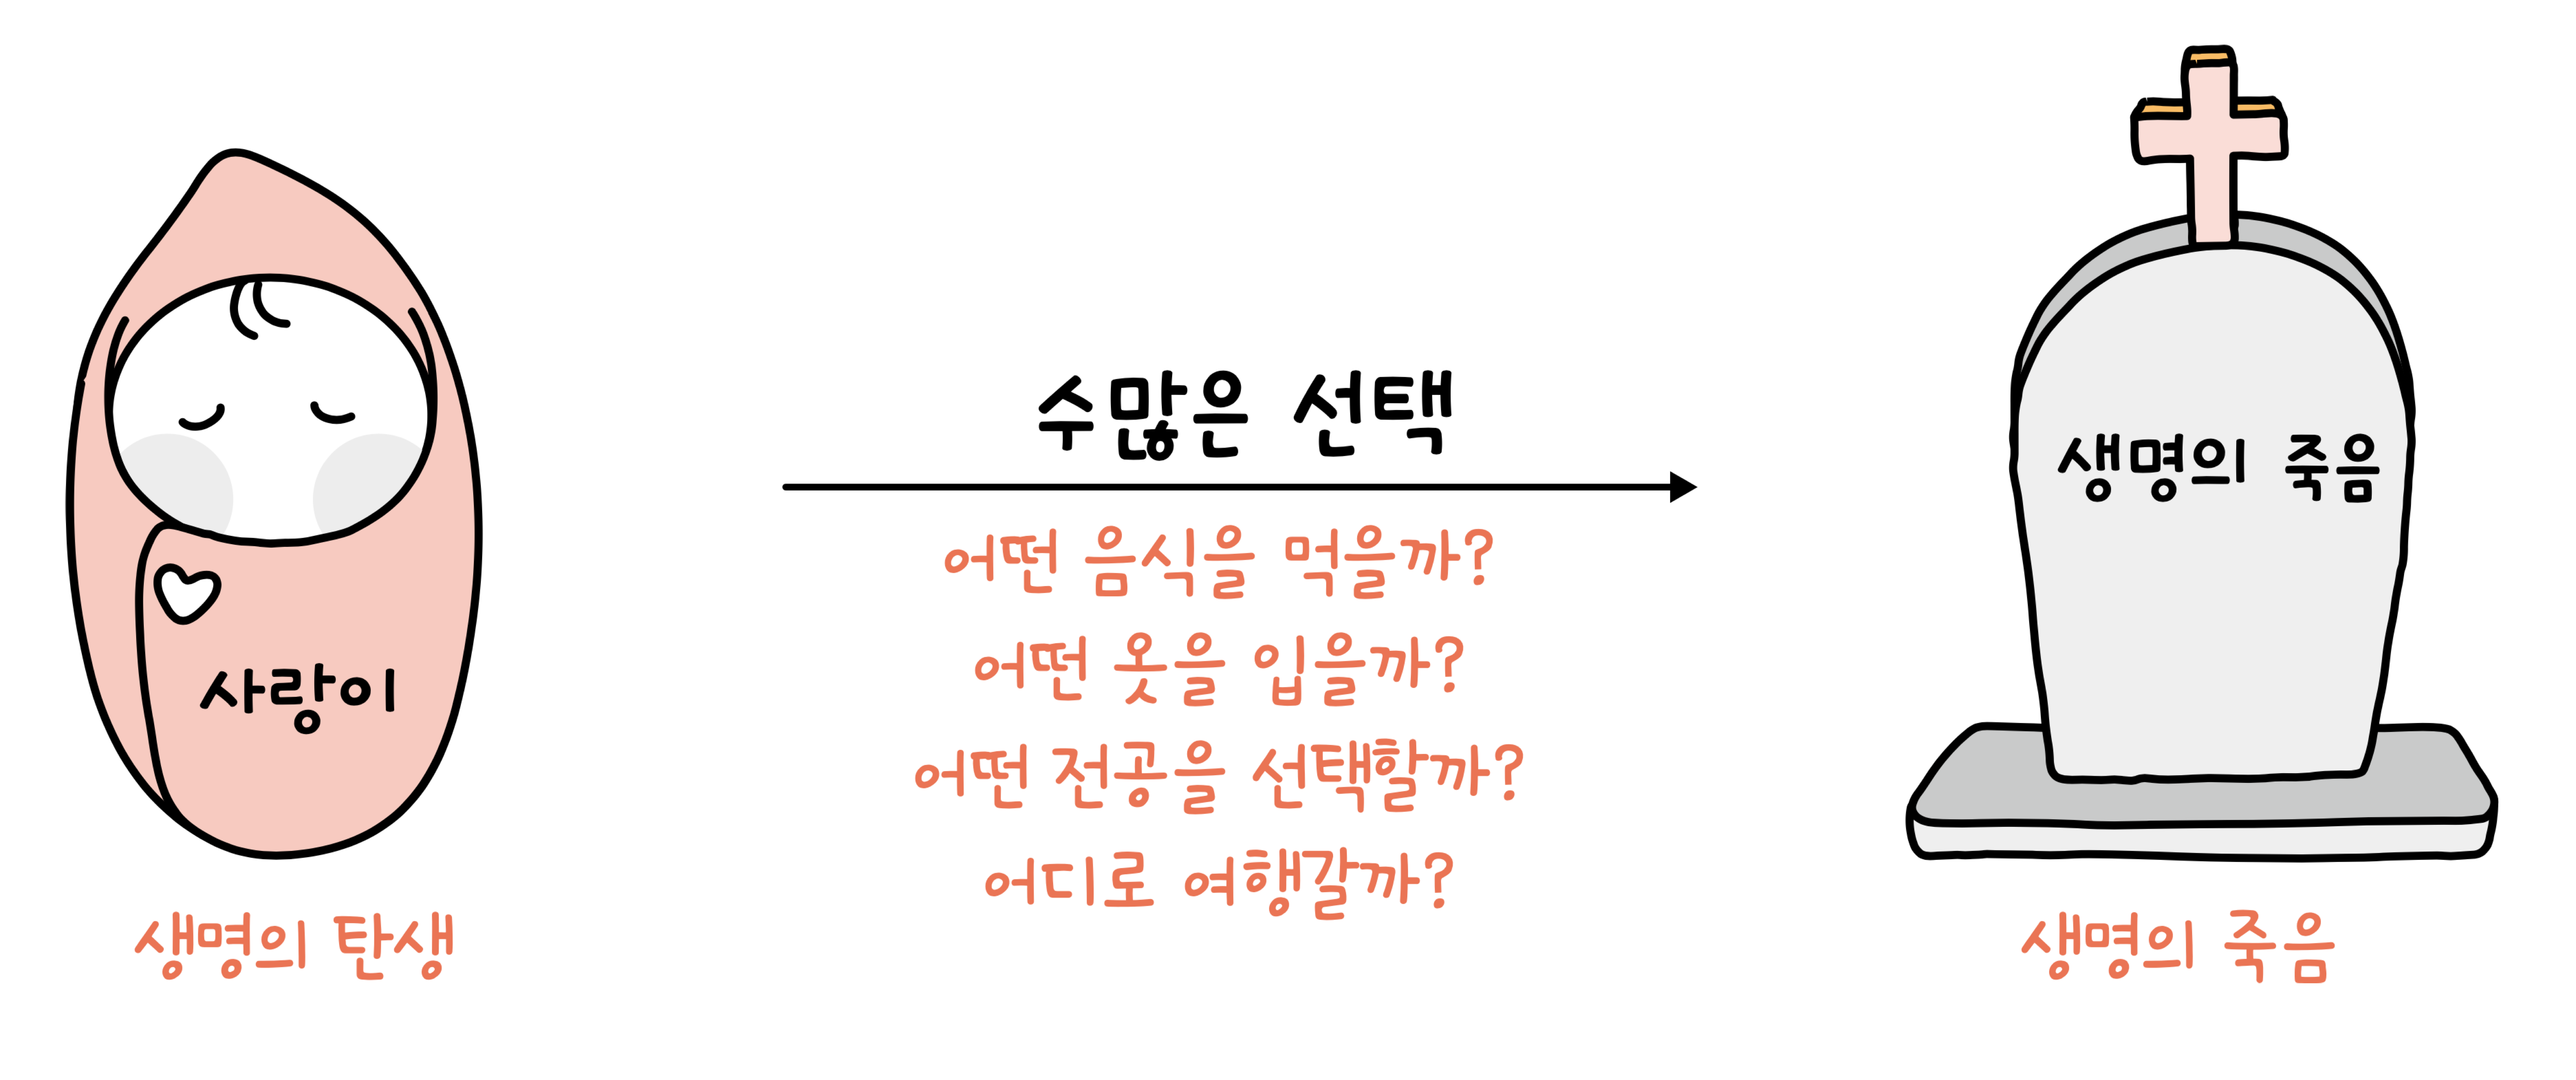 사랑이
생명의 탄생
수많은 선택
어떤 음식을 먹을까?
어떤 옷을 입을까?
어떤 전공을 선택할까?
어디로 여행갈까?
생명의 죽음
생명의 죽음